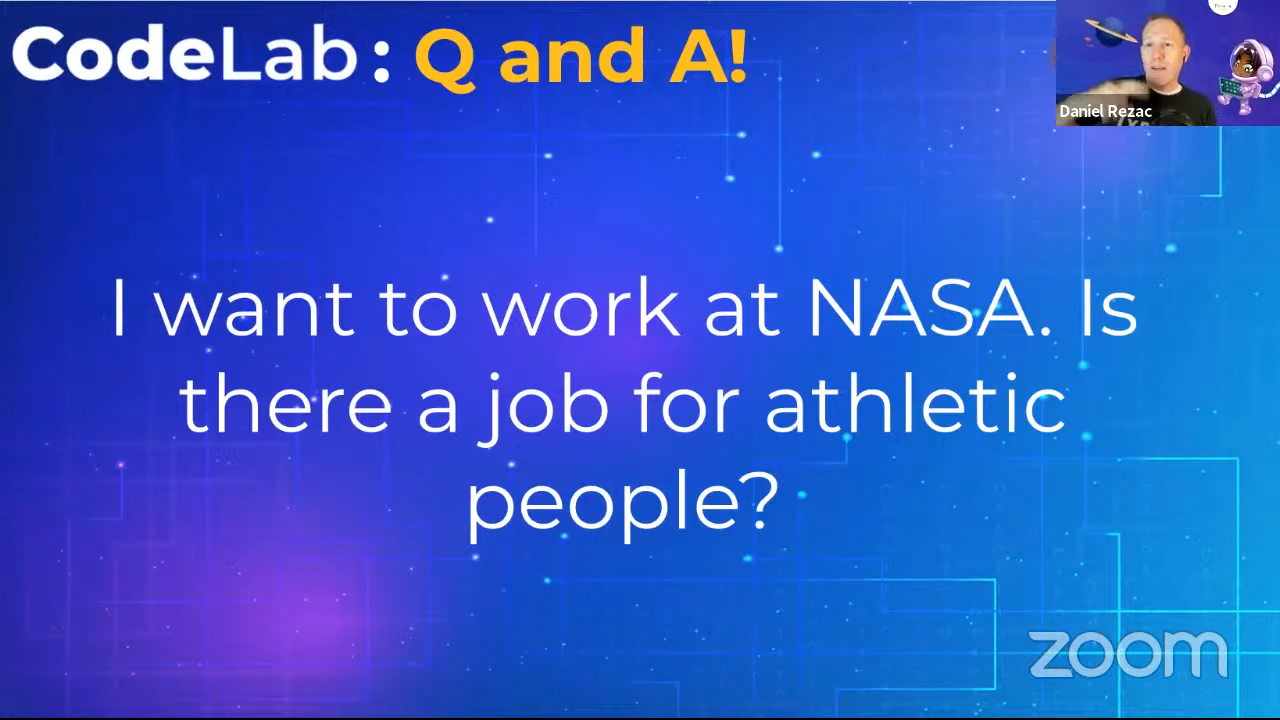 CodeLab: Q and A!
Daniel Rezac
I want to work at NASA. Is
there a job for athletic
people?
zoom